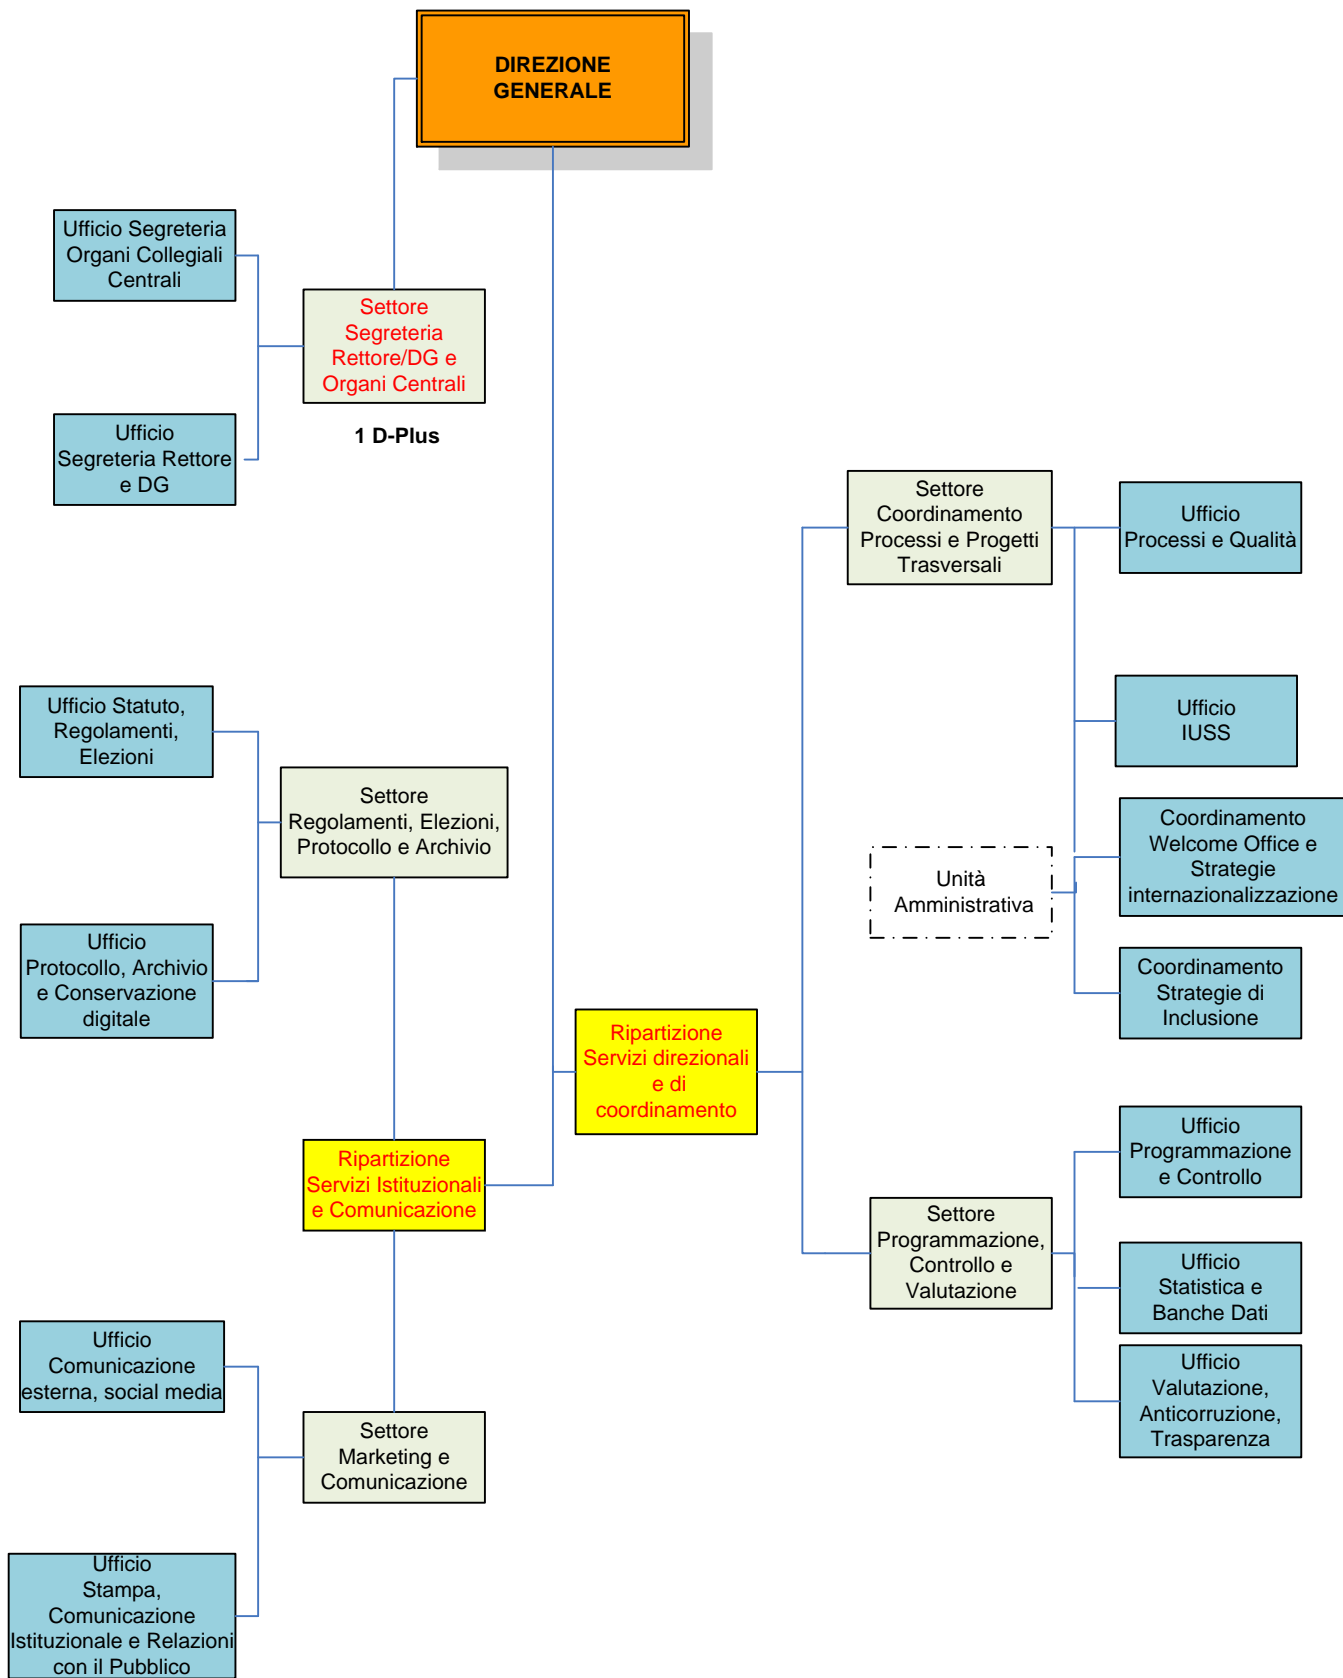 DIREZIONE
GENERALE
Ufficio Segreteria
Organi Collegiali
Centrali
Settore
Segreteria
Rettore/DG e
Organi Centrali
1 D-Plus
Ufficio
Segreteria Rettore
e DG
Settore
Coordinamento
Processi e Progetti
Trasversali
Ufficio
Processi e Qualità
Ufficio Statuto,
Regolamenti,
Elezioni
Ufficio
IUSS
Settore
Regolamenti, Elezioni,
Protocollo e Archivio
Coordinamento
Welcome Office e
Strategie
internazionalizzazione
Unità
Amministrativa
Ufficio
Protocollo, Archivio
e Conservazione
digitale
Coordinamento
Strategie di
Inclusione
Ripartizione
Servizi direzionali
e di
coordinamento
Ripartizione
Servizi Istituzionali
e Comunicazione
Ufficio
Programmazione
e Controllo
Settore
Programmazione,
Controllo e
Valutazione
Ufficio
Statistica e
Banche Dati
Ufficio
Comunicazione
esterna, social media
Ufficio
Valutazione,
Anticorruzione,
Trasparenza
Settore
Marketing e
Comunicazione
Ufficio
Stampa,
Comunicazione
Istituzionale e Relazioni
con il Pubblico